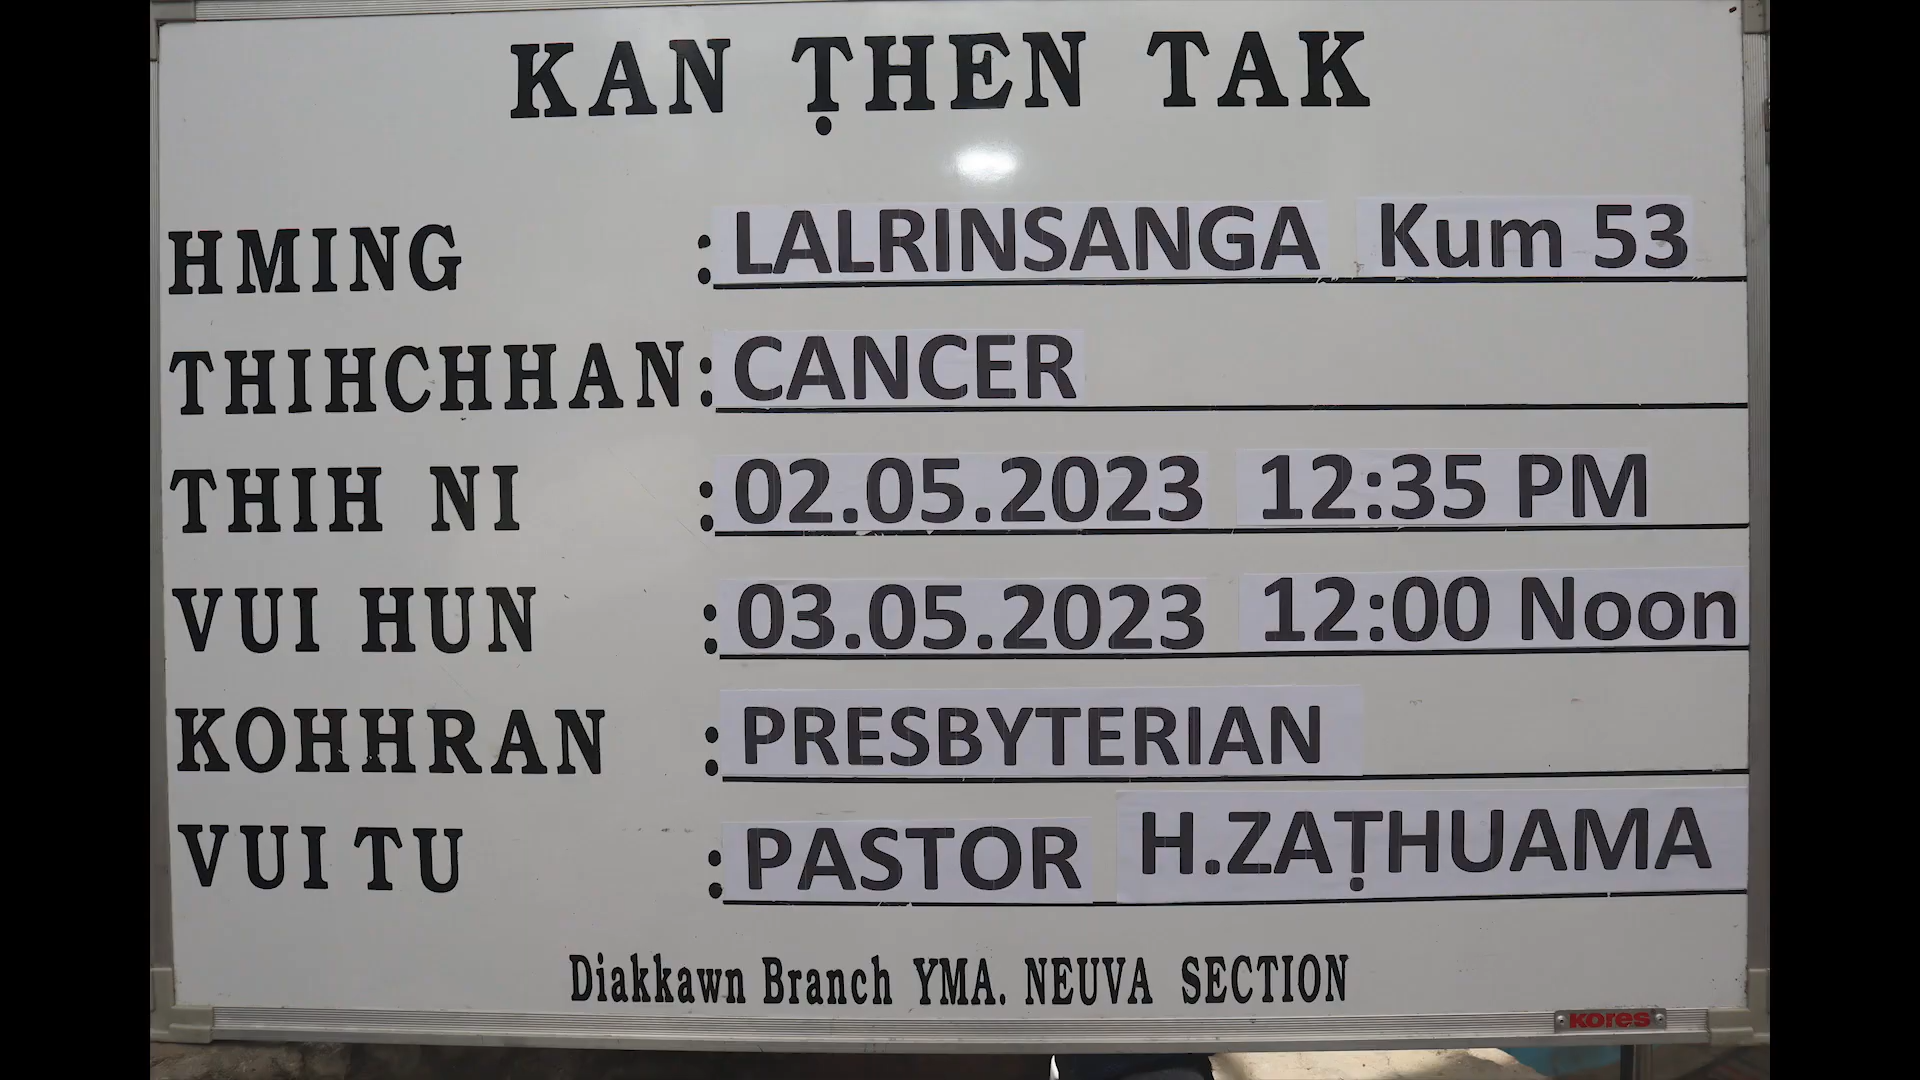 KAN ṬHEN TAK
HMING : LALRINSANGA Kum 53
THIHCHHAN : CANCER
THIH NI : 02.05.2023 12:35 PM
VUI HUN : 03.05.2023 12:00 Noon
KOHHRAN : PRESBYTERIAN
VUI TU : PASTOR H.ZAṬHUAMA
Diakkawn Branch YMA. NEUVA SECTION
kores